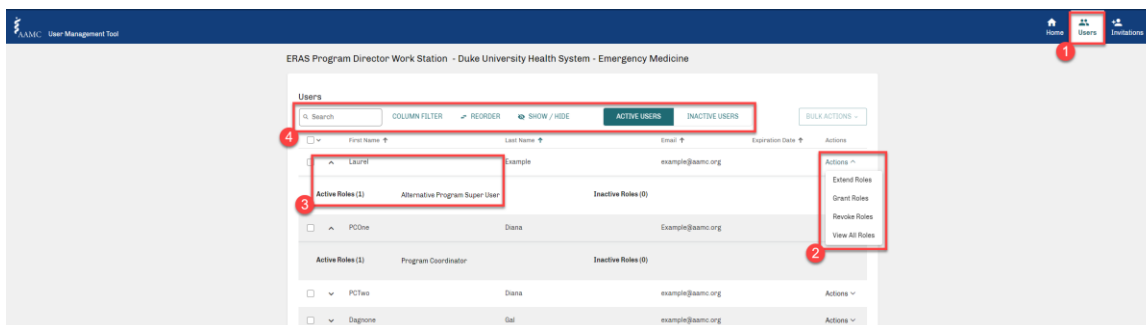 AAMC User Management Tool
Home Users Invitations
1
ERAS Program Director Work Station - Duke University Health System - Emergency Medicine
Users
Search COLUMN FILTER REORDER SHOW / HIDE ACTIVE USERS INACTIVE USERS BULK ACTIONS
4
First Name Last Name Email Expiration Date Actions
Laurel Example example@aamc.org Actions
Extend Roles
Active Roles (1) Alternative Program Super User Inactive Roles (0)
3
Grant Roles
Revoke Roles
PCOne Diana Example@aamc.org
View All Roles
2
Active Roles (1) Program Coordinator Inactive Roles (0)
PCTwo Diana example@aamc.org Actions
Dagnone Gal example@aamc.org Actions